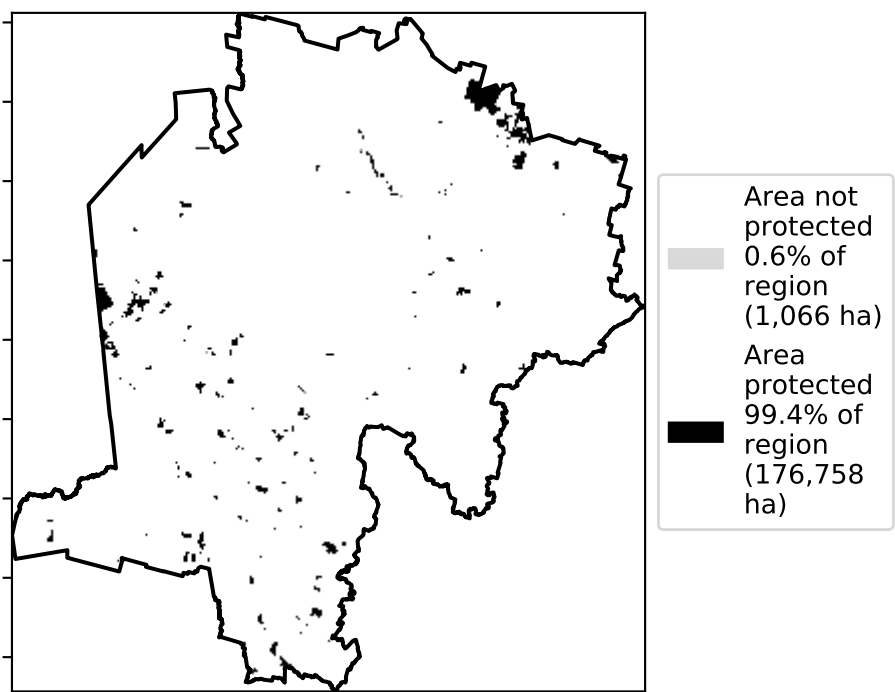 Area not
protected
0.6% of
region
(1,066 ha)
Area
protected
99.4% of
region
(176,758
ha)